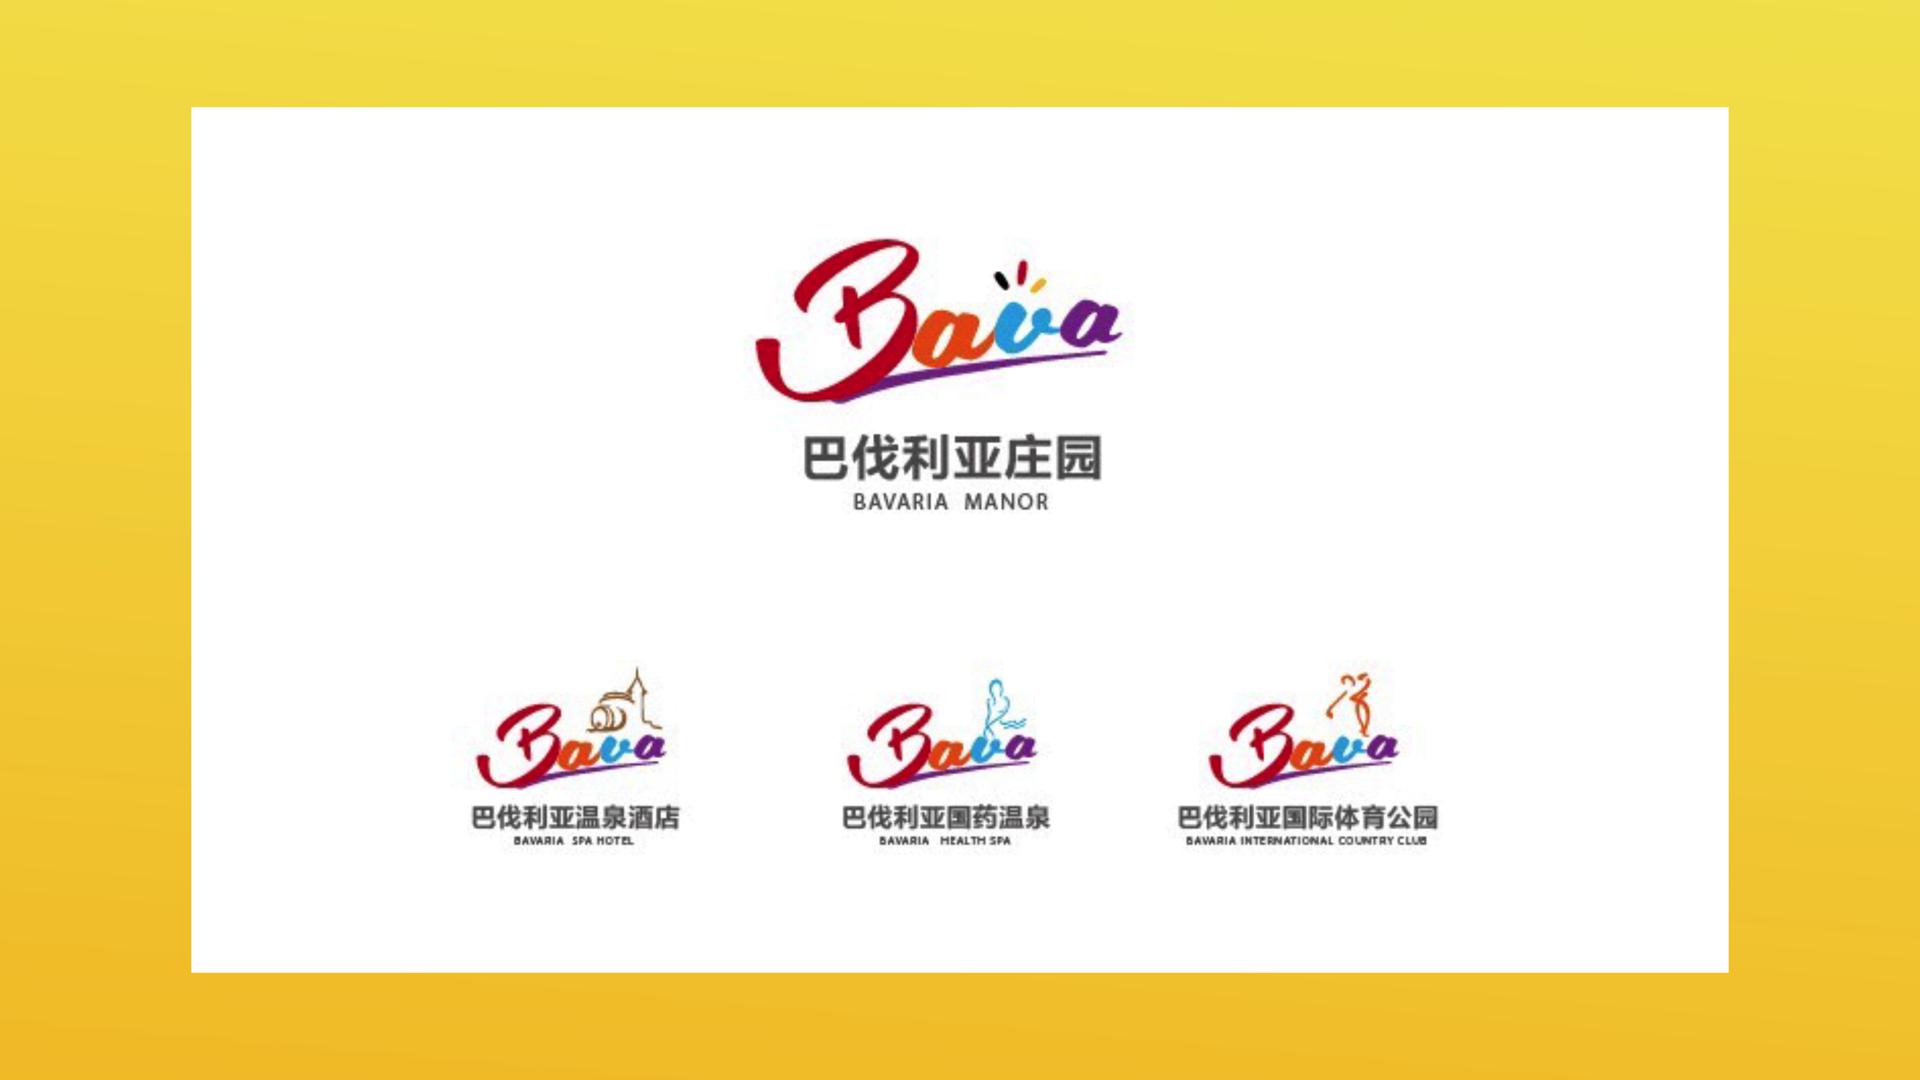 Bava
巴伐利亚庄园
BAVARIA MANOR
Bava
巴伐利亚温泉酒店
BAVARIA SPA HOTEL
Bava
巴伐利亚国药温泉
BAVARIA HEALTH SPA
Bava
巴伐利亚国际体育公园
BAVARIA INTERNATIONAL COUNTRY CLUB